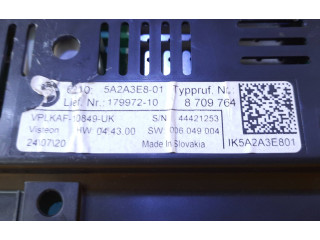 5A2A3E8-01 Typpruf. Nr.
Lief. Nr.:179972-10 8 709 764
VPLKAF-10849-UK S/N 44421253
Visteon HW: 04.43.00 SW: 006 049 004
24\07\20 Made in Slovakia IK5A2A3E801